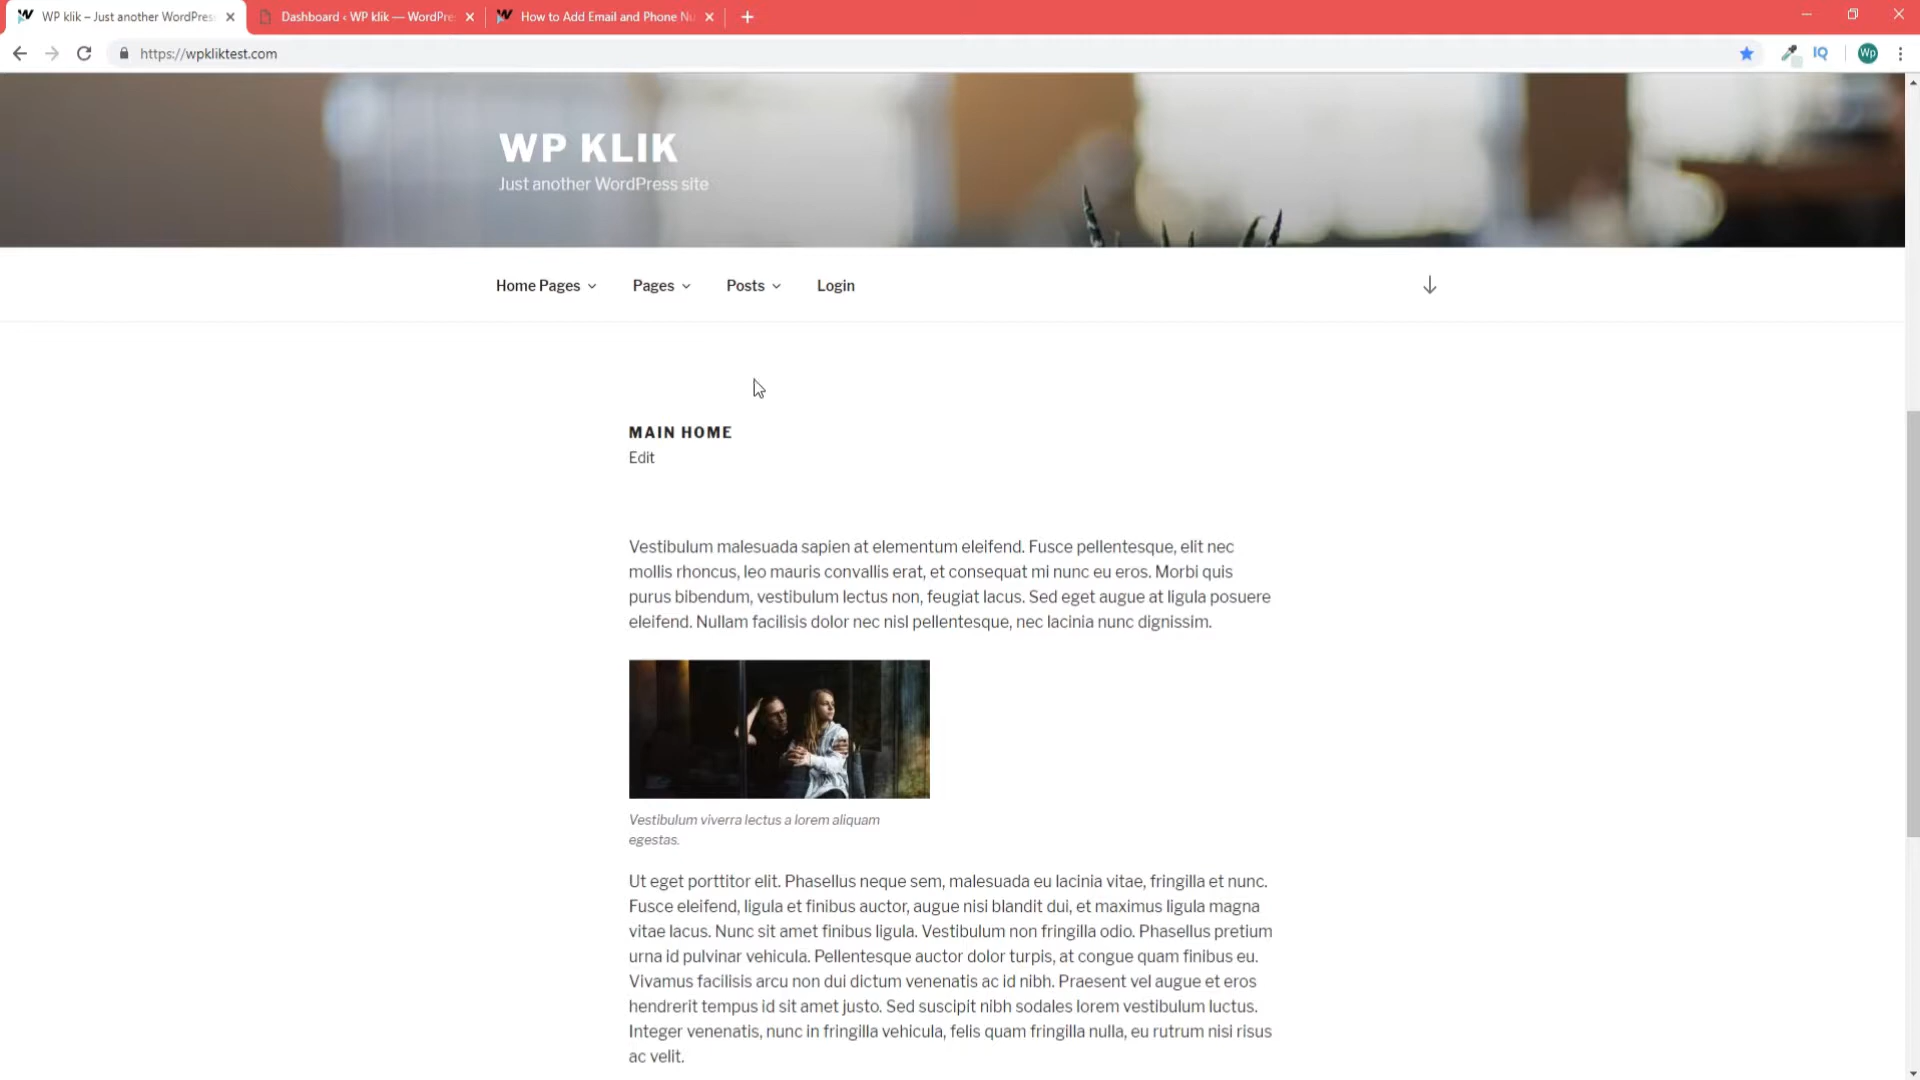 WP klik – Just another WordPress
Dashboard ‹ WP klik — WordPre
How to Add Email and Phone Nu
https://wpkliktest.com
IQ
Wp
WP KLIK
Just another WordPress site
Home Pages
Pages
Posts
Login
MAIN HOME
Edit
Vestibulum malesuada sapien at elementum eleifend. Fusce pellentesque, elit nec
mollis rhoncus, leo mauris convallis erat, et consequat mi nunc eu eros. Morbi quis
purus bibendum, vestibulum lectus non, feugiat lacus. Sed eget augue at ligula posuere
eleifend. Nullam facilisis dolor nec nisl pellentesque, nec lacinia nunc dignissim.
Vestibulum viverra lectus a lorem aliquam
egestas.
Ut eget porttitor elit. Phasellus neque sem, malesuada eu lacinia vitae, fringilla et nunc.
Fusce eleifend, ligula et finibus auctor, augue nisi blandit dui, et maximus ligula magna
vitae lacus. Nunc sit amet finibus ligula. Vestibulum non fringilla odio. Phasellus pretium
urna id pulvinar vehicula. Pellentesque auctor dolor turpis, at congue quam finibus eu.
Vivamus facilisis arcu non dui dictum venenatis ac id nibh. Praesent vel augue et eros
hendrerit tempus id sit amet justo. Sed suscipit nibh sodales lorem vestibulum luctus.
Integer venenatis, nunc in fringilla vehicula, felis quam fringilla nulla, eu rutrum nisi risus
ac velit.